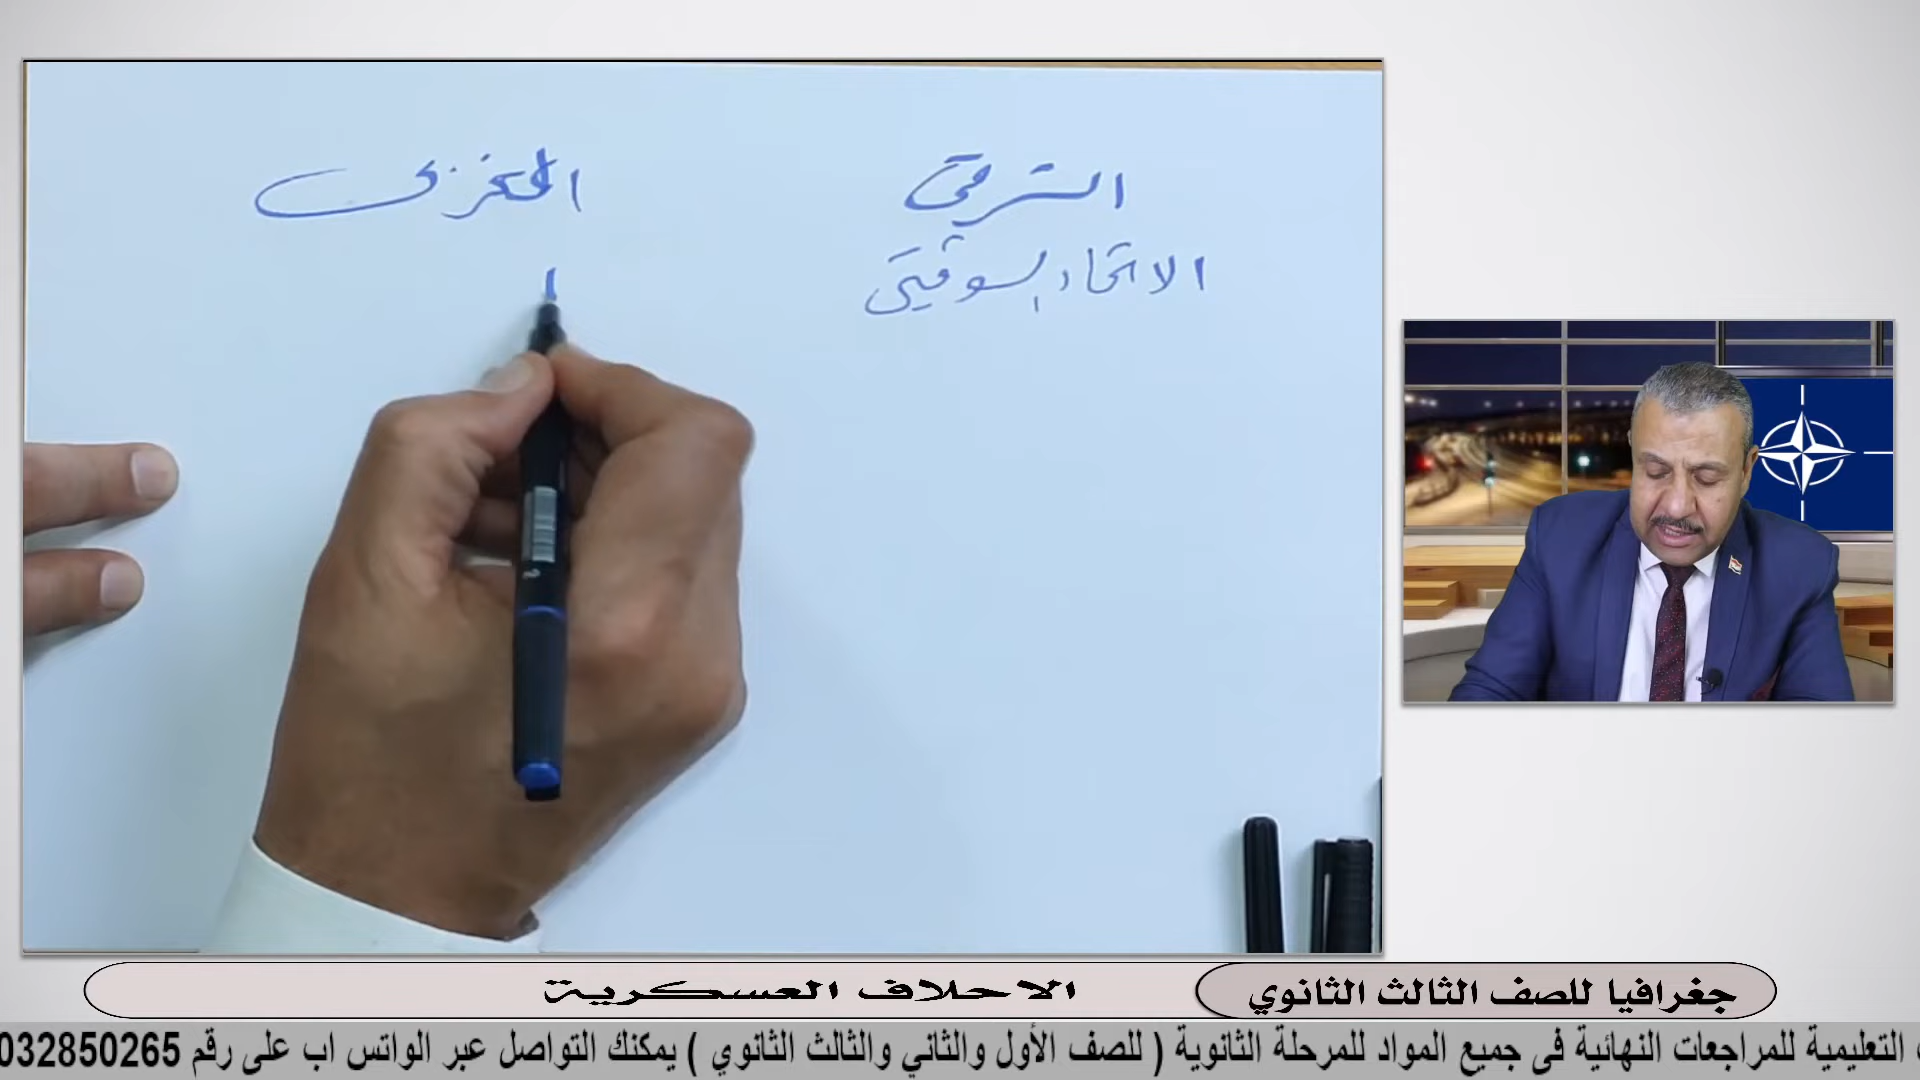 الشرقي
الغربي
الاتحاد السوفيتى
ا
جغرافيا للصف الثالث الثانوي
الاحلاف العسكرية
التعليمية للمراجعات النهائية فى جميع المواد للمرحلة الثانوية ( للصف الأول والثاني والثالث الثانوي ) يمكنك التواصل عبر الواتس اب على رقم 032850265